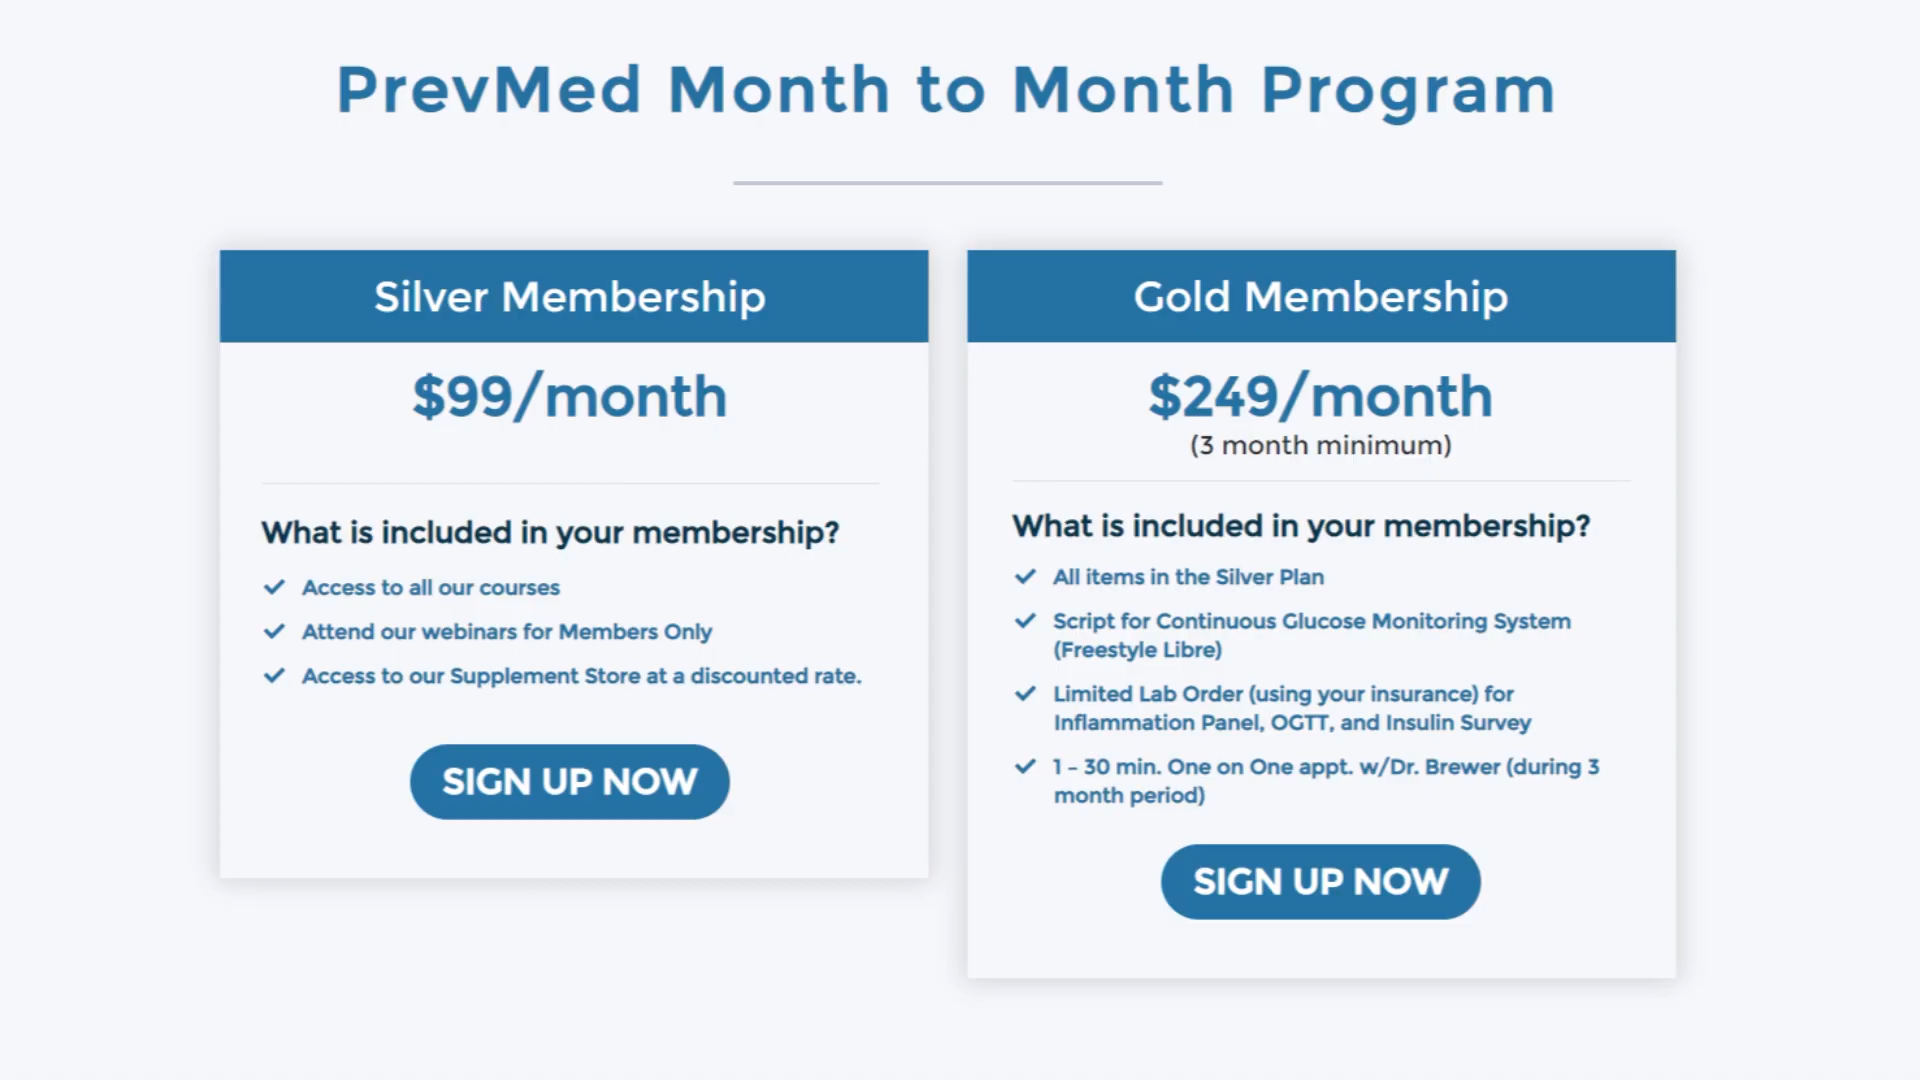 PrevMed Month to Month Program
Silver Membership
$99/month
What is included in your membership?
Access to all our courses
Attend our webinars for Members Only
Access to our Supplement Store at a discounted rate.
SIGN UP NOW
Gold Membership
$249/month
(3 month minimum)
What is included in your membership?
All items in the Silver Plan
Script for Continuous Glucose Monitoring System
(Freestyle Libre)
Limited Lab Order (using your insurance) for
Inflammation Panel, OGTT, and Insulin Survey
1 – 30 min. One on One appt. w/Dr. Brewer (during 3
month period)
SIGN UP NOW